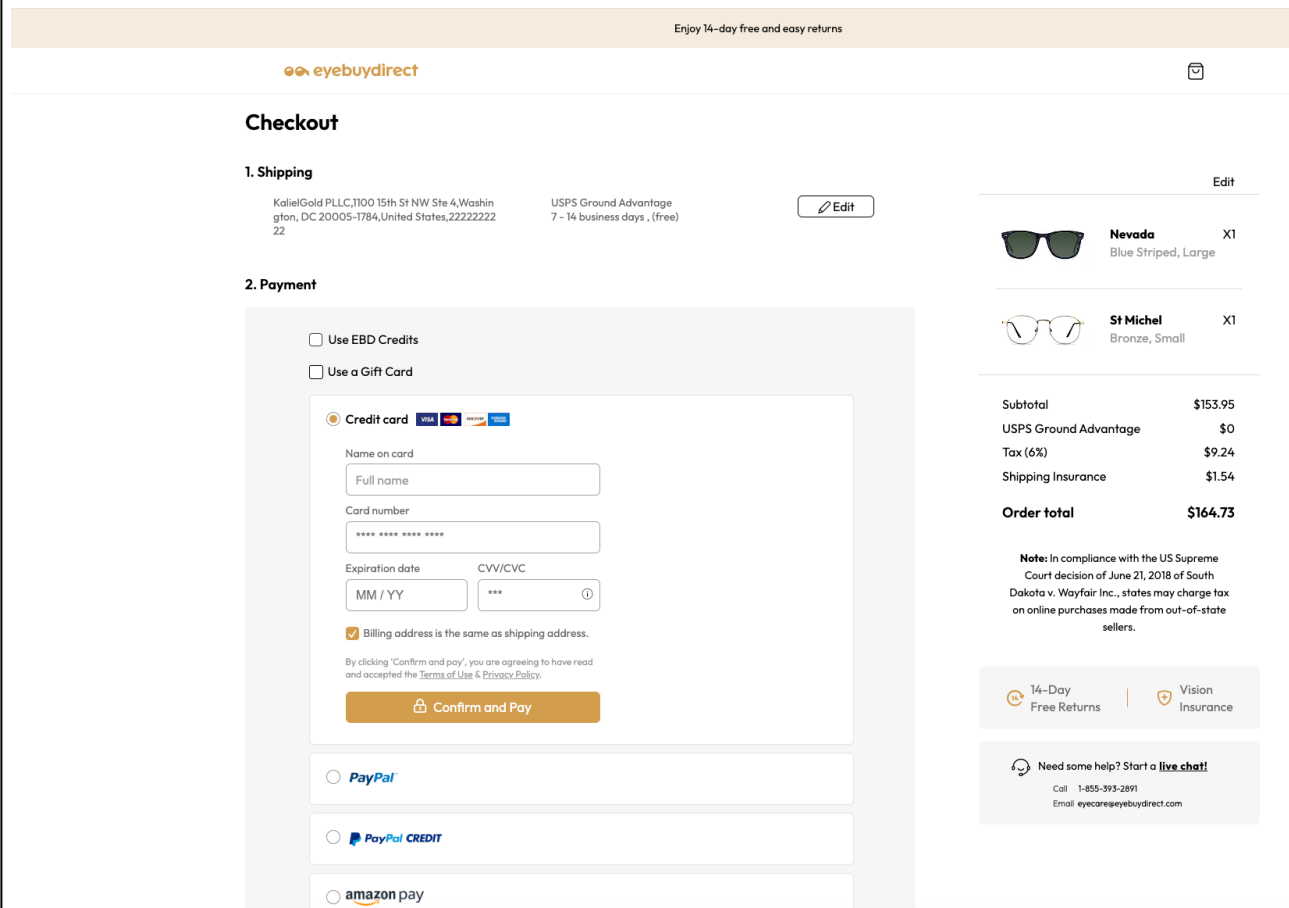 Enjoy 14-day free and easy returns
eyebuydirect
Checkout
1. Shipping
KalielGold PLLC,1100 15th St NW Ste 4,Washin
gton, DC 20005-1784,United States,22222222
22
USPS Ground Advantage
7 - 14 business days , (free)
Edit
2. Payment
Use EBD Credits
Use a Gift Card
Credit card VISA MasterCard DISCOVER AMERICAN EXPRESS
Name on card
Full name
Card number
**** **** **** ****
Expiration date
CVV/CVC
MM / YY
***
Billing address is the same as shipping address.
By clicking 'Confirm and pay', you are agreeing to have read
and accepted the Terms of Use & Privacy Policy.
Confirm and Pay
PayPal
PayPal CREDIT
amazon pay
Edit
Nevada X1
Blue Striped, Large
St Michel X1
Bronze, Small
Subtotal $153.95
USPS Ground Advantage $0
Tax (6%) $9.24
Shipping Insurance $1.54
Order total $164.73
Note: In compliance with the US Supreme
Court decision of June 21, 2018 of South
Dakota v. Wayfair Inc., states may charge tax
on online purchases made from out-of-state
sellers.
14 14-Day
Free Returns
Vision
Insurance
Need some help? Start a live chat!
Call 1-855-393-2891
Email eyecare@eyebuydirect.com